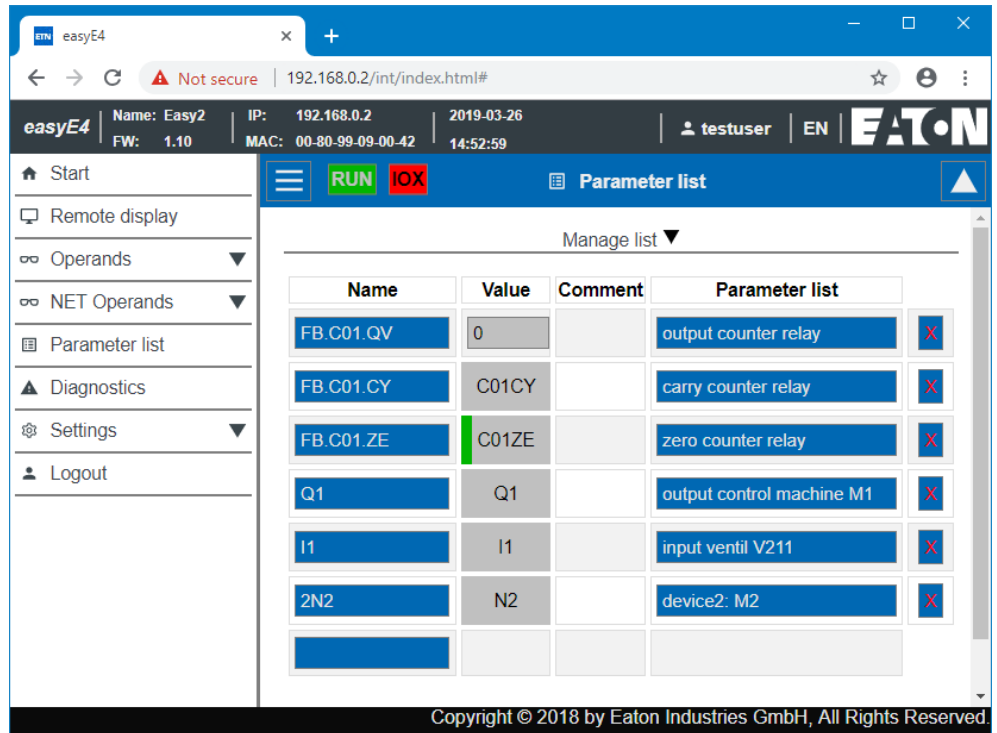 ETN easyE4
Not secure 192.168.0.2/int/index.html#
easyE4 Name: Easy2 IP: 192.168.0.2 2019-03-26 testuser EN EATON
FW: 1.10 MAC: 00-80-99-09-00-42 14:52:59
Start
Remote display
Operands
NET Operands
Parameter list
Diagnostics
Settings
Logout
RUN IOX Parameter list
Manage list
Name Value Comment Parameter list
FB.C01.QV 0 output counter relay X
FB.C01.CY C01CY carry counter relay X
FB.C01.ZE C01ZE zero counter relay X
Q1 Q1 output control machine M1 X
I1 I1 input ventil V211 X
2N2 N2 device2: M2 X
Copyright © 2018 by Eaton Industries GmbH, All Rights Reserved.